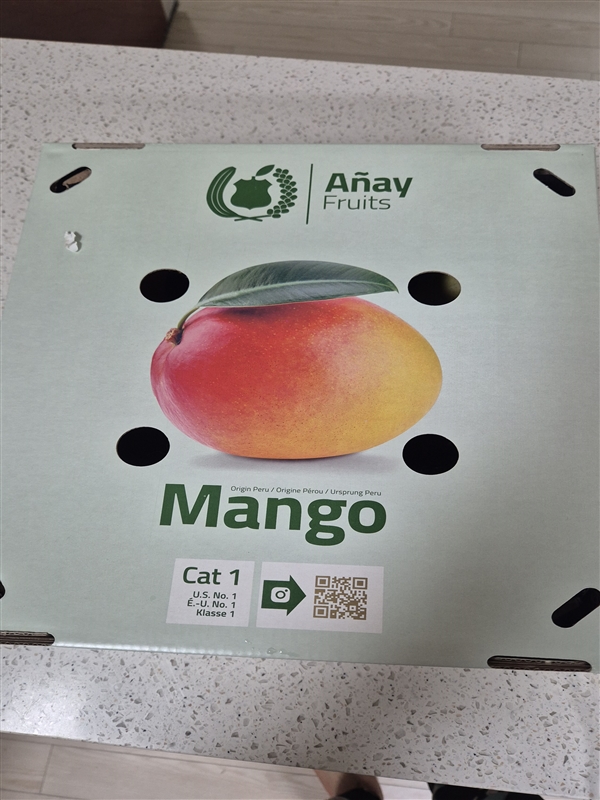 Añay
Fruits
Origin Peru / Origine Pérou / Ursprung Peru
Mango
Cat 1
U.S. No. 1
É.-U. No. 1
Klasse 1